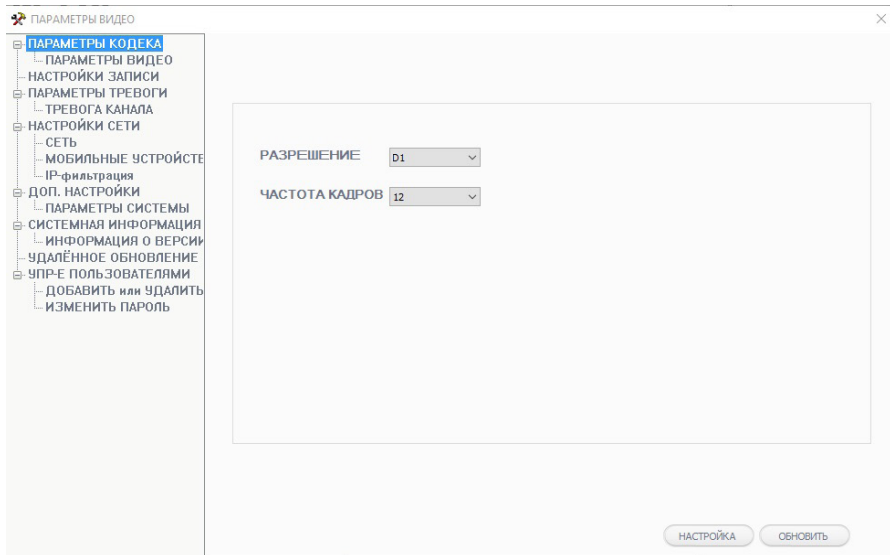 ПАРАМЕТРЫ ВИДЕО
ПАРАМЕТРЫ КОДЕКА
ПАРАМЕТРЫ ВИДЕО
НАСТРОЙКИ ЗАПИСИ
ПАРАМЕТРЫ ТРЕВОГИ
ТРЕВОГА КАНАЛА
НАСТРОЙКИ СЕТИ
СЕТЬ
МОБИЛЬНЫЕ УСТРОЙСТЕ
IP-фильтрация
ДОП. НАСТРОЙКИ
ПАРАМЕТРЫ СИСТЕМЫ
СИСТЕМНАЯ ИНФОРМАЦИЯ
ИНФОРМАЦИЯ О ВЕРСИИ
УДАЛЁННОЕ ОБНОВЛЕНИЕ
УПР-Е ПОЛЬЗОВАТЕЛЯМИ
ДОБАВИТЬ или УДАЛИТЬ
ИЗМЕНИТЬ ПАРОЛЬ
РАЗРЕШЕНИЕ D1
ЧАСТОТА КАДРОВ 12
НАСТРОЙКА ОБНОВИТЬ